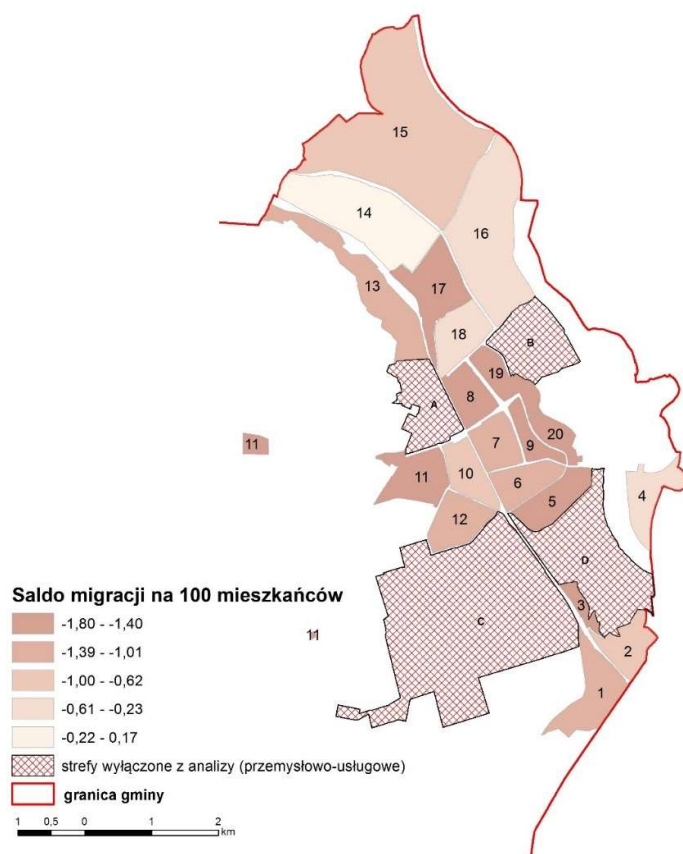 15
14
16
13
17
18
B
19
8
A
20
7
9
11
11
10
6
4
5
12
D
3
C
11
2
1
Saldo migracji na 100 mieszkańców
-1,80 - -1,40
-1,39 - -1,01
-1,00 - -0,62
-0,61 - -0,23
-0,22 - 0,17
strefy wyłączone z analizy (przemysłowo-usługowe)
granica gminy
1 0,5 0 1 2
km